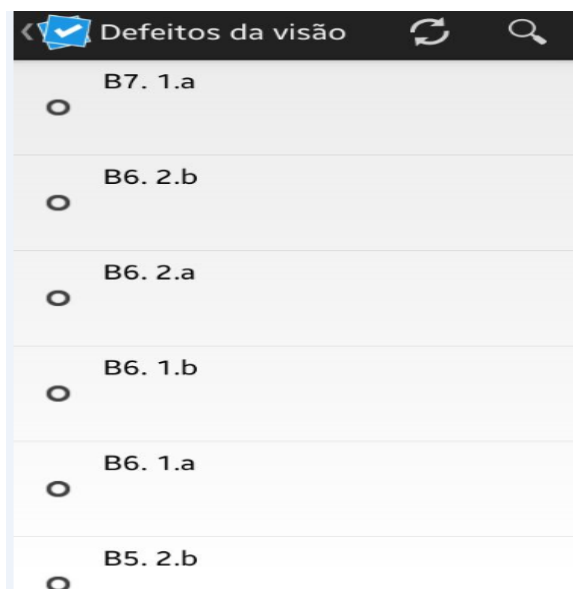 Defeitos da visão
B7. 1.a
B6. 2.b
B6. 2.a
B6. 1.b
B6. 1.a
B5. 2.b